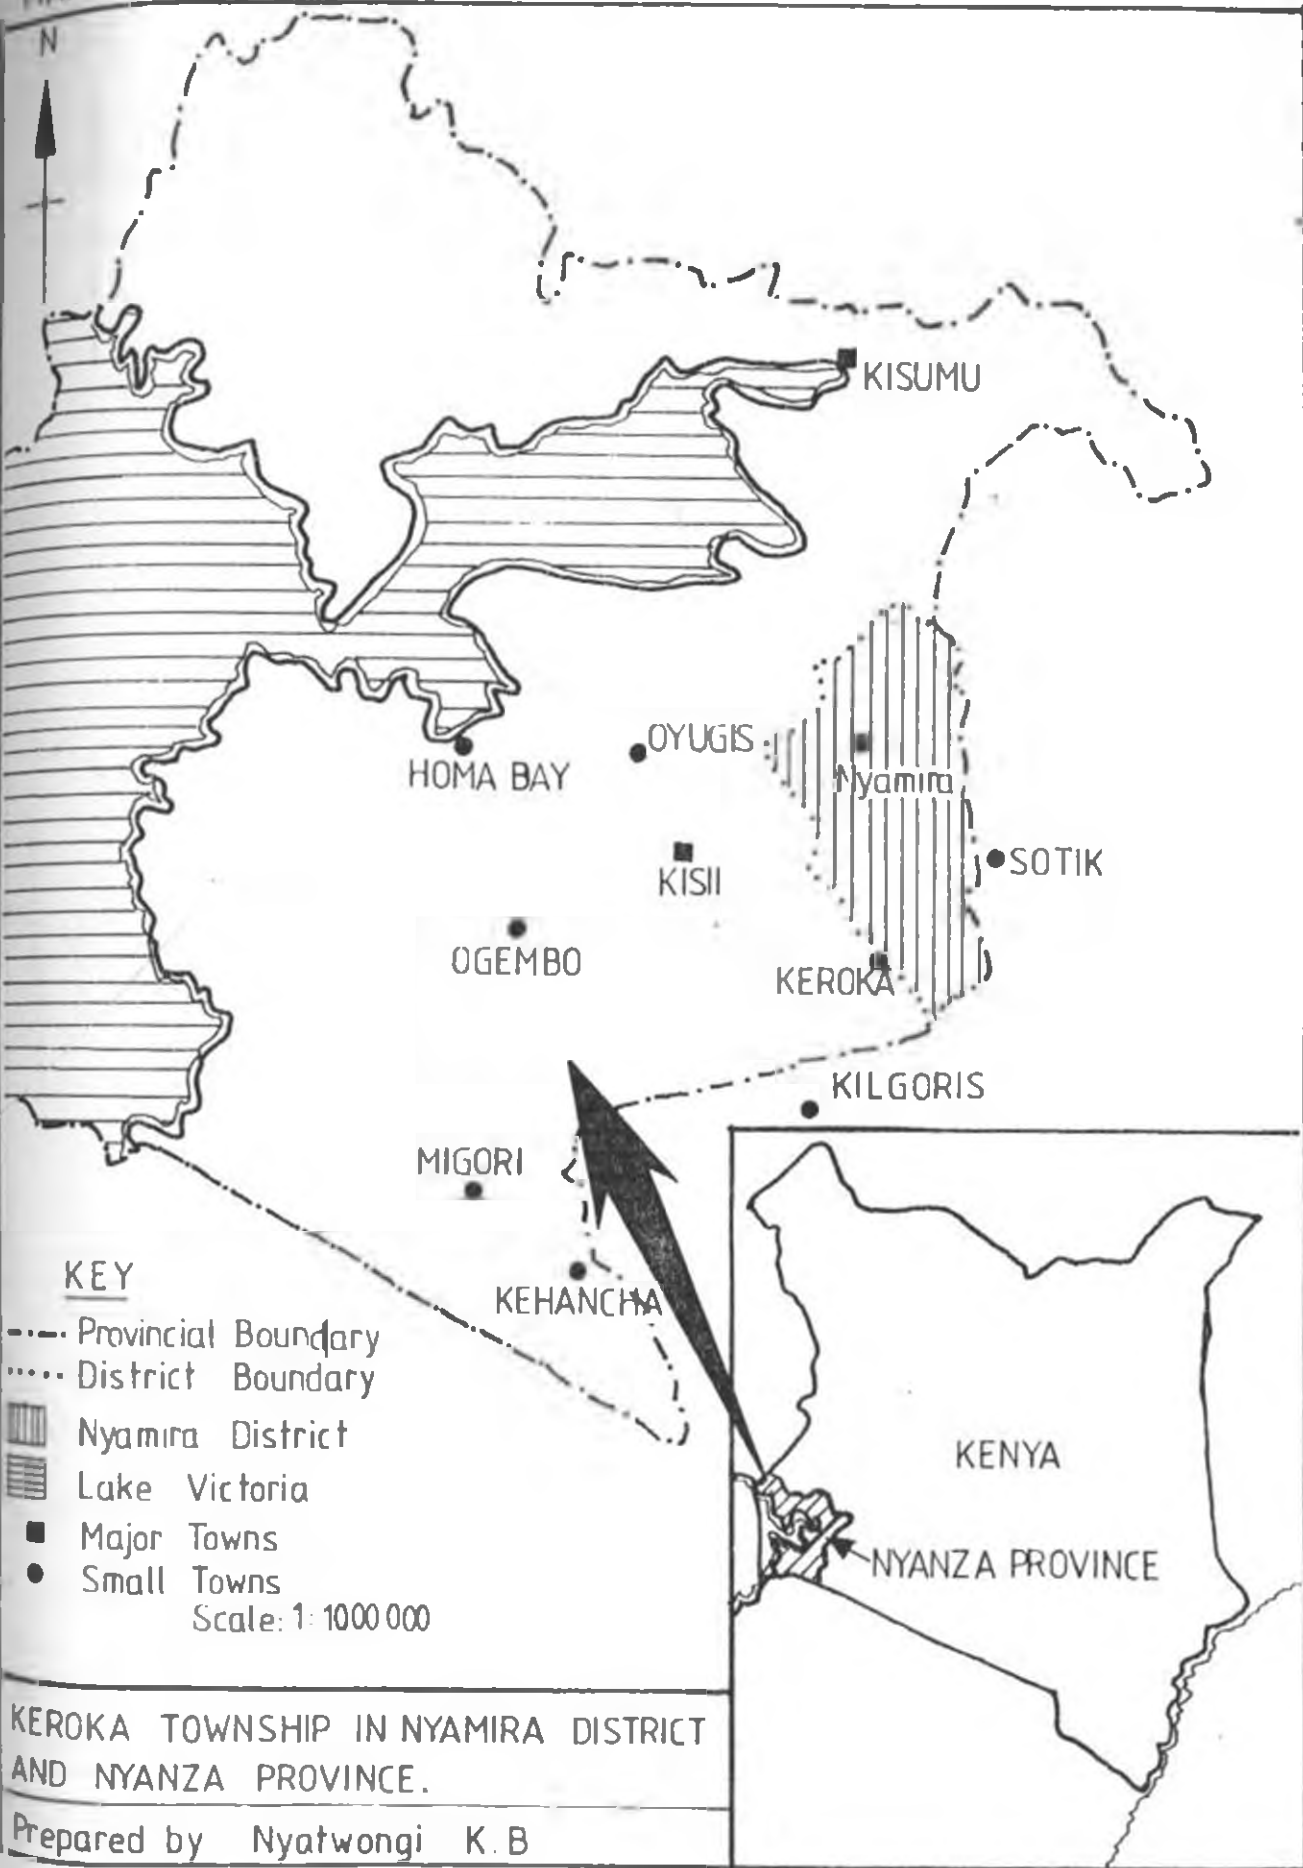 N
KISUMU
OYUGIS
HOMA BAY
Nyamira
SOTIK
KISII
OGEMBO
KEROKA
KILGORIS
MIGORI
KEHANCHA
KEY
Provincial Boundary
District Boundary
Nyamira District
Lake Victoria
Major Towns
Small Towns
Scale: 1:1000000
KENYA
NYANZA PROVINCE
KEROKA TOWNSHIP IN NYAMIRA DISTRICT
AND NYANZA PROVINCE.
Prepared by Nyatwongi K.B